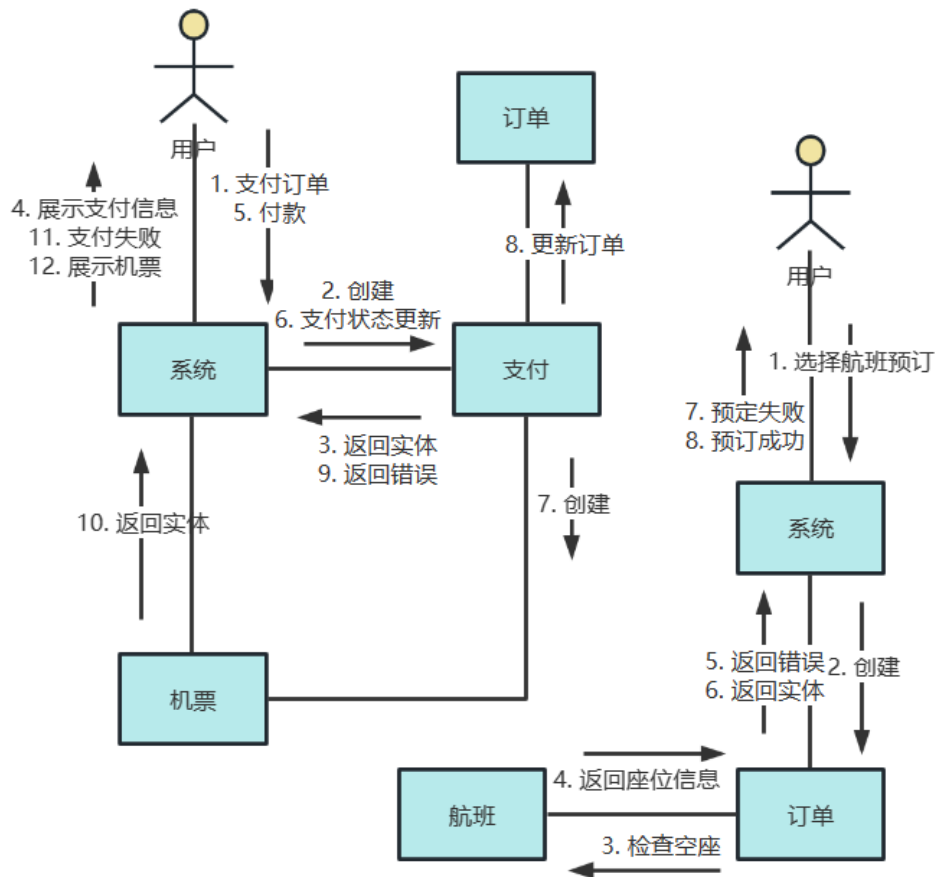 订单
用户
1. 支付订单
5. 付款
4. 展示支付信息
11. 支付失败
12. 展示机票
8. 更新订单
用户
2. 创建
6. 支付状态更新
系统
支付
1. 选择航班预订
7. 预定失败
8. 预订成功
3. 返回实体
9. 返回错误
10. 返回实体
7. 创建
系统
5. 返回错误
6. 返回实体
2. 创建
机票
4. 返回座位信息
航班
订单
3. 检查空座